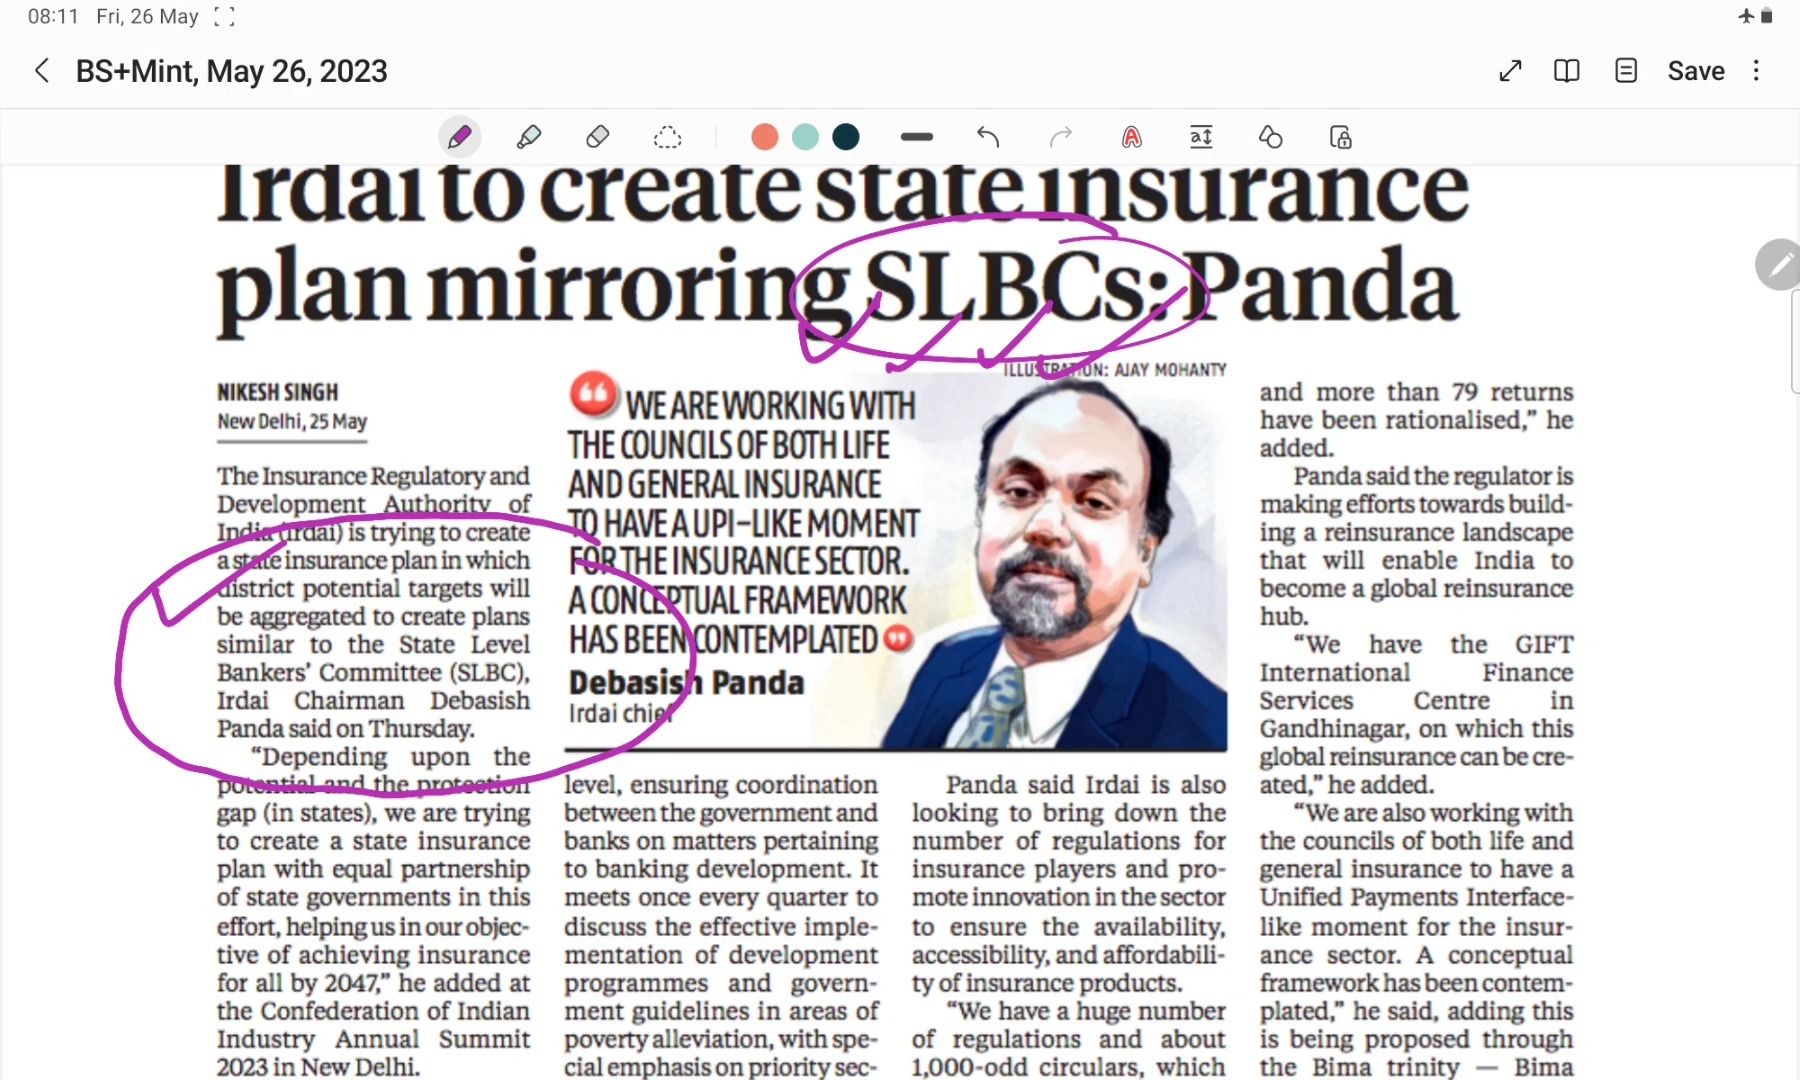 08:11 Fri, 26 May
BS+Mint, May 26, 2023
Save
A
a
Irdai to create state insurance
plan mirroring SLBCs: Panda
NIKESH SINGH
New Delhi, 25 May
The Insurance Regulatory and
Development Authority of
India (Irdai) is trying to create
a state insurance plan in which
district potential targets will
be aggregated to create plans
similar to the State Level
Bankers’ Committee (SLBC),
Irdai Chairman Debasish
Panda said on Thursday.
“Depending upon the
potential and the protection
gap (in states), we are trying
to create a state insurance
plan with equal partnership
of state governments in this
effort, helping us in our objec-
tive of achieving insurance
for all by 2047,” he added at
the Confederation of Indian
Industry Annual Summit
2023 in New Delhi.
ILLUSTRATION: AJAY MOHANTY
“ WE ARE WORKING WITH
THE COUNCILS OF BOTH LIFE
AND GENERAL INSURANCE
TO HAVE A UPI–LIKE MOMENT
FOR THE INSURANCE SECTOR.
A CONCEPTUAL FRAMEWORK
HAS BEEN CONTEMPLATED ”
Debasish Panda
Irdai chief
level, ensuring coordination
between the government and
banks on matters pertaining
to banking development. It
meets once every quarter to
discuss the effective imple-
mentation of development
programmes and govern-
ment guidelines in areas of
poverty alleviation, with spe-
cial emphasis on priority sec-
Panda said Irdai is also
looking to bring down the
number of regulations for
insurance players and pro-
mote innovation in the sector
to ensure the availability,
accessibility, and affordabili-
ty of insurance products.
“We have a huge number
of regulations and about
1,000-odd circulars, which
and more than 79 returns
have been rationalised,” he
added.
Panda said the regulator is
making efforts towards build-
ing a reinsurance landscape
that will enable India to
become a global reinsurance
hub.
“We have the GIFT
International Finance
Services Centre in
Gandhinagar, on which this
global reinsurance can be cre-
ated,” he added.
“We are also working with
the councils of both life and
general insurance to have a
Unified Payments Interface-
like moment for the insur-
ance sector. A conceptual
framework has been contem-
plated,” he said, adding this
is being proposed through
the Bima trinity — Bima